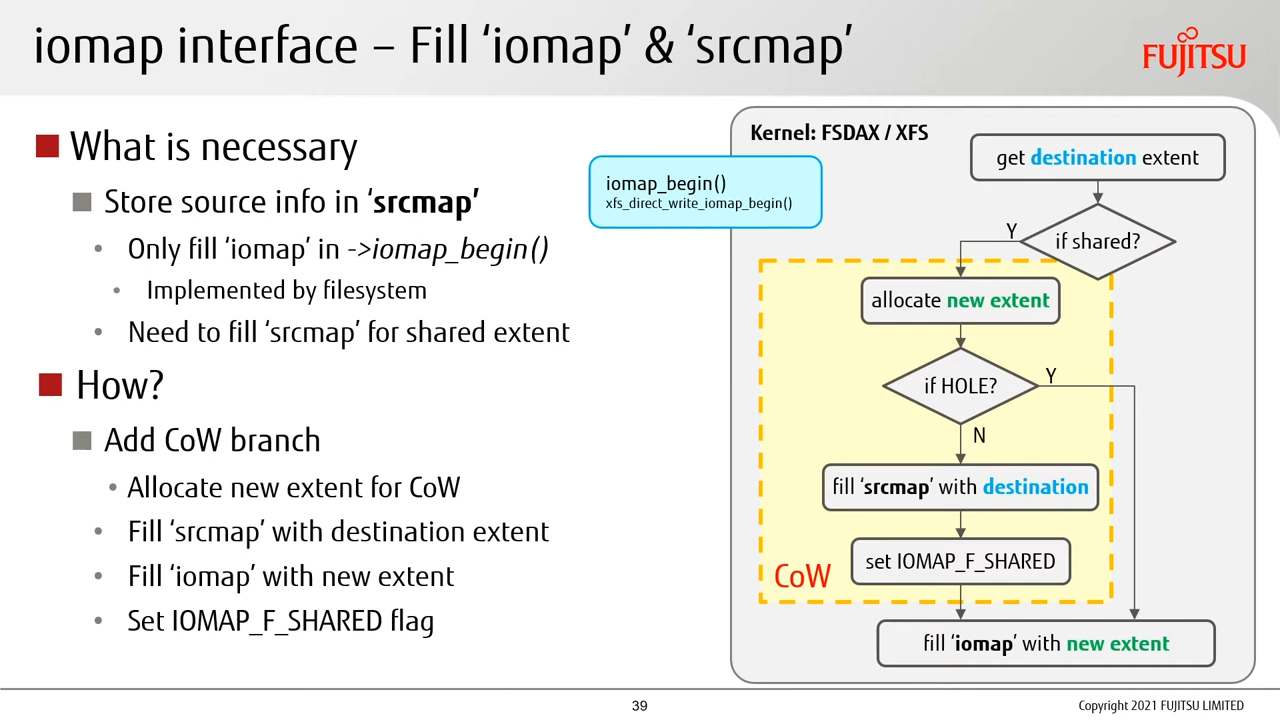 iomap interface – Fill ‘iomap’ & ‘srcmap’
FUJITSU
What is necessary
Store source info in ‘srcmap’
• Only fill ‘iomap’ in ->iomap_begin()
• Implemented by filesystem
• Need to fill ‘srcmap’ for shared extent
How?
Add CoW branch
• Allocate new extent for CoW
• Fill ‘srcmap’ with destination extent
• Fill ‘iomap’ with new extent
• Set IOMAP_F_SHARED flag
Kernel: FSDAX / XFS
iomap_begin()
xfs_direct_write_iomap_begin()
get destination extent
if shared?
Y
allocate new extent
if HOLE?
Y
N
fill ‘srcmap’ with destination
set IOMAP_F_SHARED
CoW
fill ‘iomap’ with new extent
39
Copyright 2021 FUJITSU LIMITED